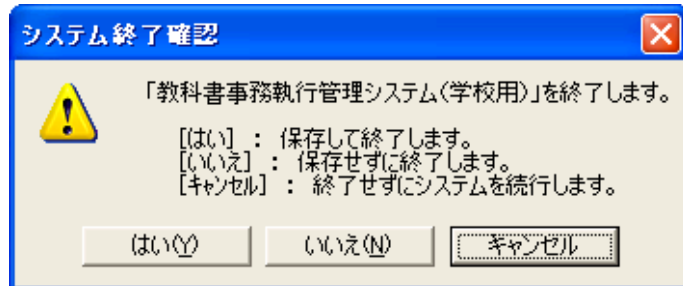 システム終了確認
「教科書事務執行管理システム(学校用)」を終了します。
[はい] : 保存して終了します。
[いいえ] : 保存せずに終了します。
[キャンセル] : 終了せずにシステムを続行します。
はい(Y) いいえ(N) キャンセル